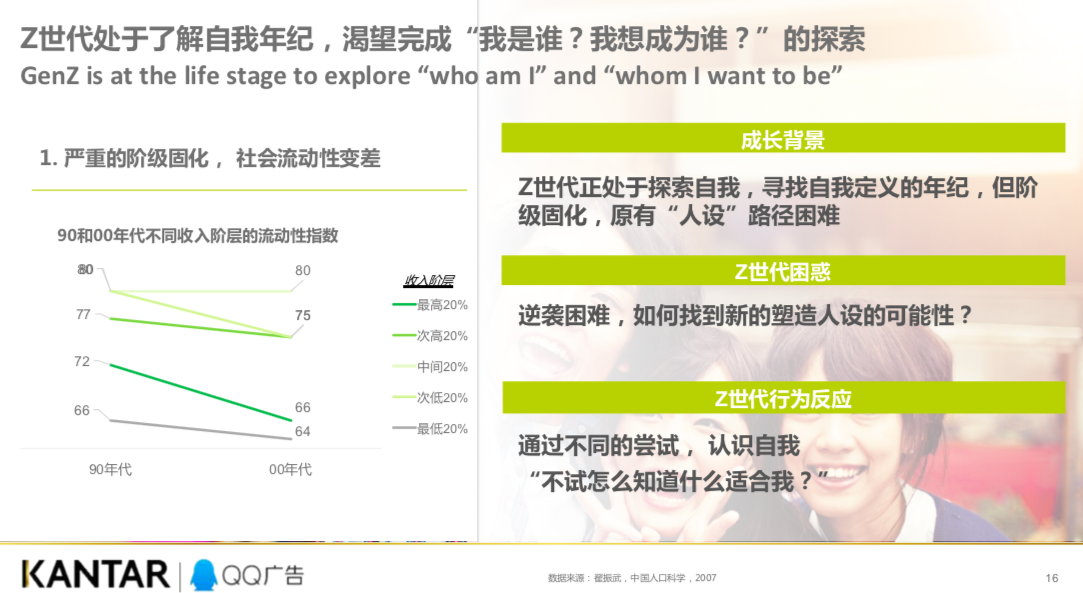 Z世代处于了解自我年纪，渴望完成“我是谁？我想成为谁？”的探索
GenZ is at the life stage to explore “who am I” and “whom I want to be”
1. 严重的阶级固化， 社会流动性变差
90和00年代不同收入阶层的流动性指数
80
80
80
77
75
75
72
66
66
64
90年代
00年代
收入阶层
最高20%
次高20%
中间20%
次低20%
最低20%
成长背景
Z世代正处于探索自我，寻找自我定义的年纪，但阶
级固化，原有“人设”路径困难
Z世代困惑
逆袭困难，如何找到新的塑造人设的可能性？
Z世代行为反应
通过不同的尝试， 认识自我
“不试怎么知道什么适合我？”
KANTAR
QQ广告
数据来源：翟振武，中国人口科学，2007
16